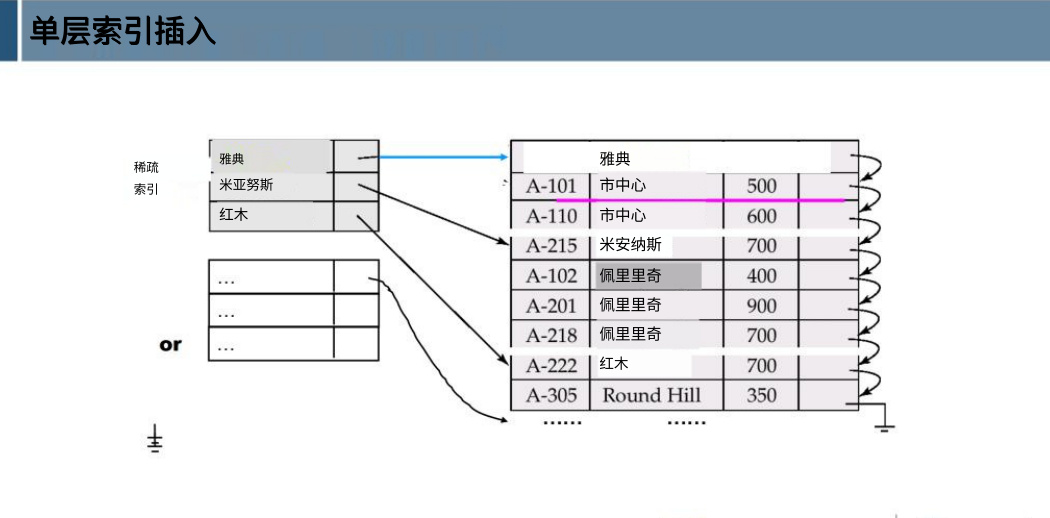 单层索引插入
稀疏
索引
雅典
米亚努斯
红木
…
…
…
or
雅典
A-101 市中心 500
A-110 市中心 600
A-215 米安纳斯 700
A-102 佩里里奇 400
A-201 佩里里奇 900
A-218 佩里里奇 700
A-222 红木 700
A-305 Round Hill 350
…… ……